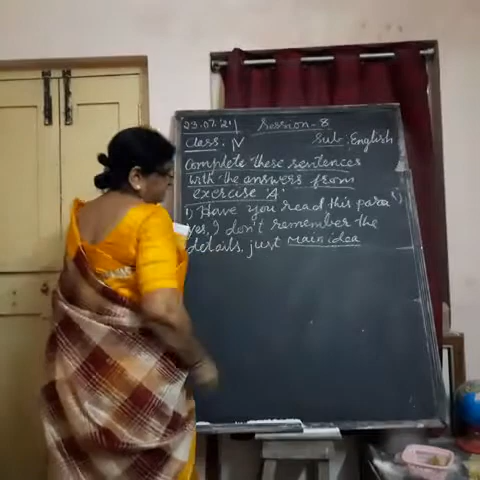 23.07.21 Session - 8
Class: IV Sub: English
Complete these sentences
with the answers from
exercise 'A'
1) Have you read this para
yes, I don't remember the
details, just main idea